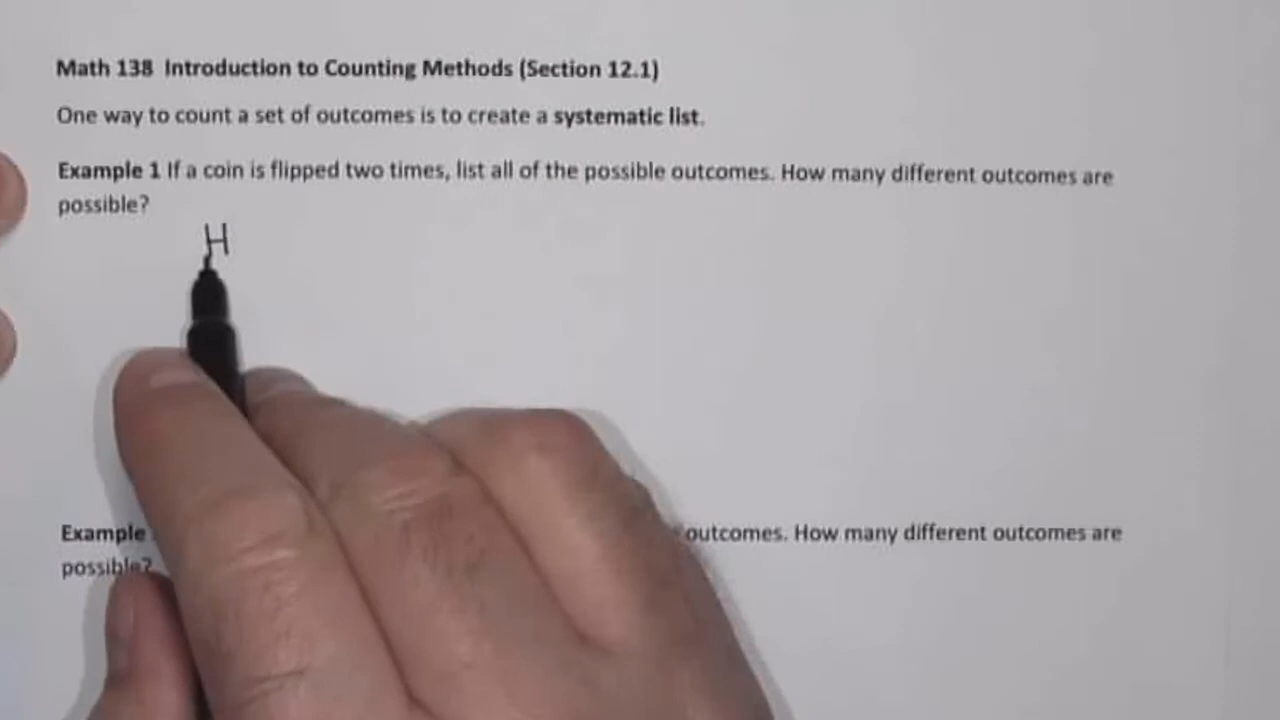 Math 138 Introduction to Counting Methods (Section 12.1)
One way to count a set of outcomes is to create a systematic list.
Example 1 If a coin is flipped two times, list all of the possible outcomes. How many different outcomes are
possible?
H
Example outcomes. How many different outcomes are
possible?